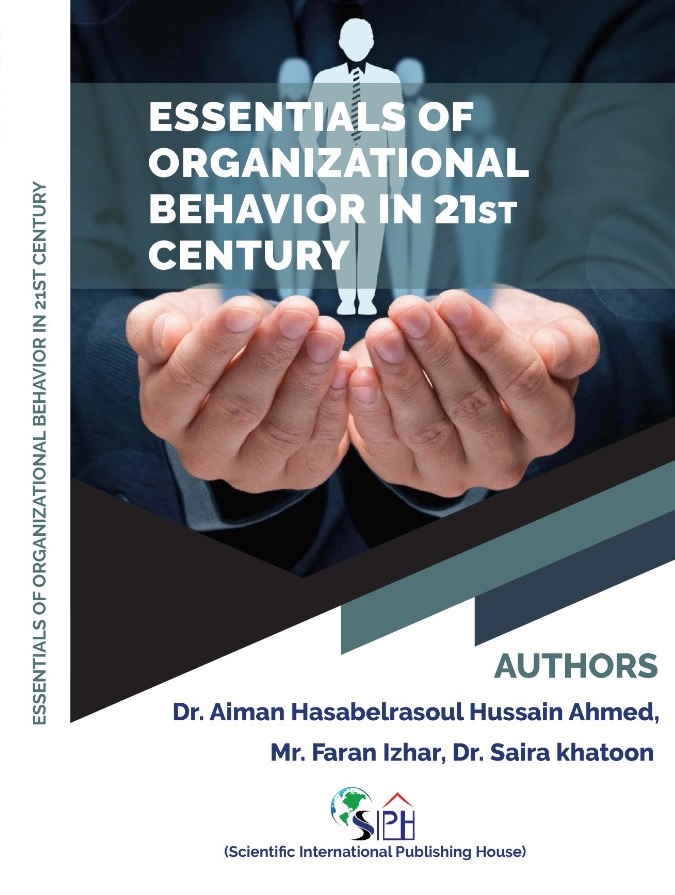 ESSENTIALS OF
ORGANIZATIONAL
BEHAVIOR IN 21ST
CENTURY
ESSENTIALS OF ORGANIZATIONAL BEHAVIOR IN 21ST CENTURY
AUTHORS
Dr. Aiman Hasabelrasoul Hussain Ahmed,
Mr. Faran Izhar, Dr. Saira khatoon
SIPH
(Scientific International Publishing House)